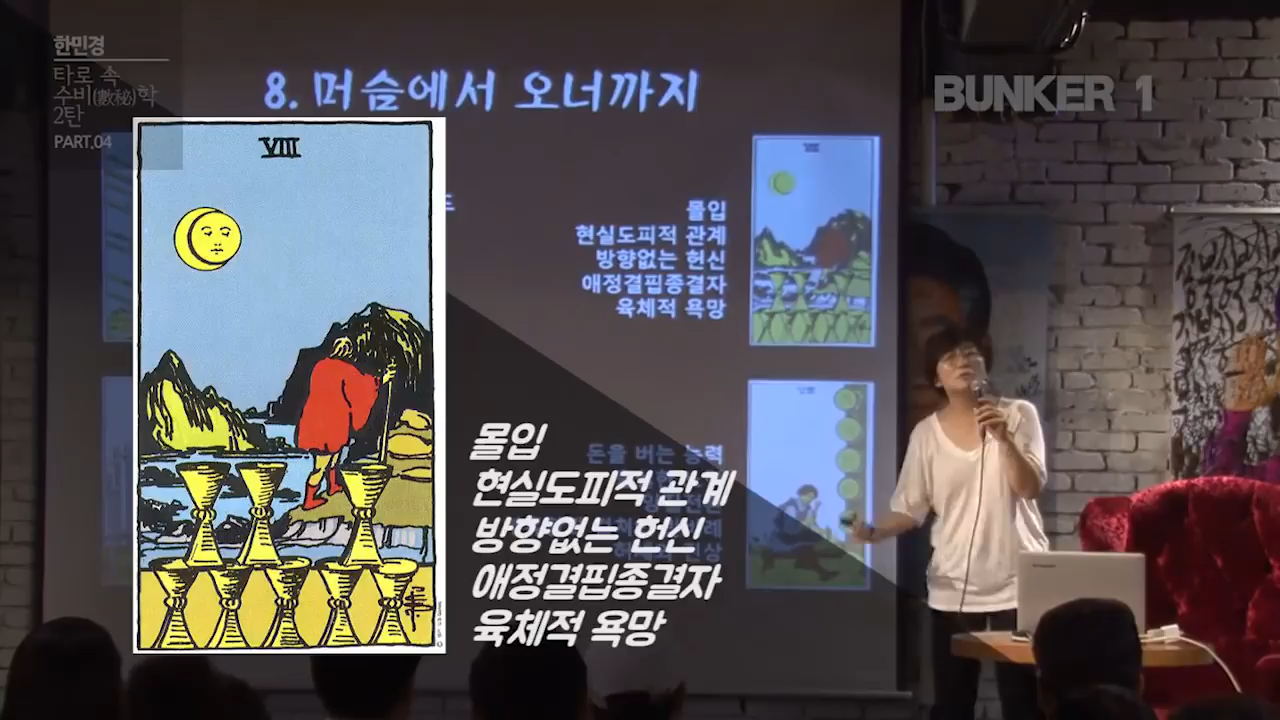 한민경
타로 속
수비(數秘)학
2탄
PART.04
BUNKER 1
8. 머슴에서 오너까지
VIII
몰입
현실도피적 관계
방향없는 헌신
애정결핍종결자
육체적 욕망
VIII
돈을 버는 능력
몰입
현실도피적 관계
방향없는 헌신
애정결핍종결자
육체적 욕망